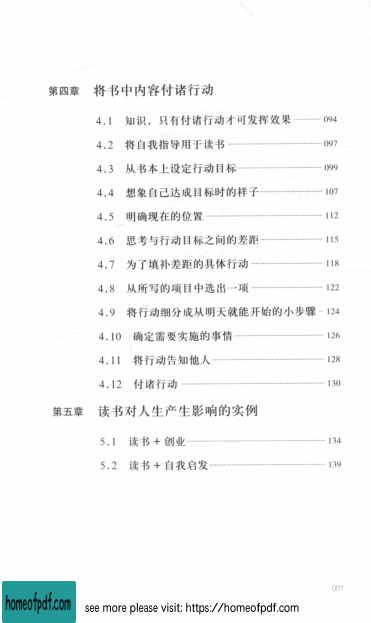 第四章 将书中内容付诸行动
4.1 知识，只有付诸行动才可发挥效果 094
4.2 将自我指导用于读书 097
4.3 从书本上设定行动目标 099
4.4 想象自己达成目标时的样子 107
4.5 明确现在的位置 112
4.6 思考与行动目标之间的差距 115
4.7 为了填补差距的具体行动 118
4.8 从所写的项目中选出一项 122
4.9 将行动细分成从明天就能开始的小步骤 124
4.10 确定需要实施的事情 126
4.11 将行动告知他人 128
4.12 付诸行动 130
第五章 读书对人生产生影响的实例
5.1 读书+创业 134
5.2 读书+自我启发 139
007
homeofpdf.com
see more please visit: https://homeofpdf.com